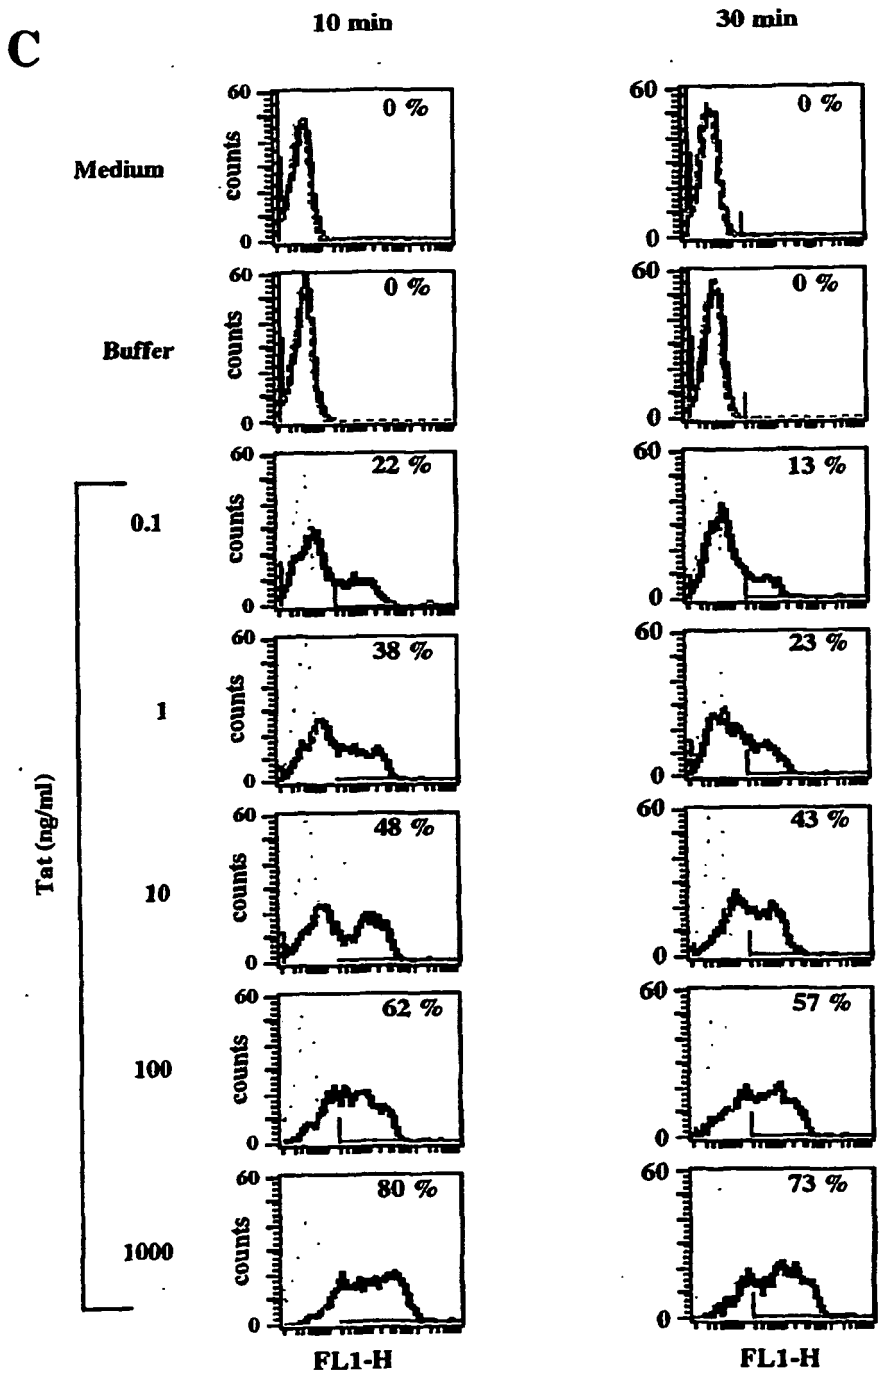 C
10 min 30 min
Medium
60 0 % 60 0 %
counts
0 0
Buffer
60 0 % 60 0 %
counts
0 0
Tat (ng/ml)
0.1
60 22 % 60 13 %
counts
0 0
1
60 38 % 60 23 %
counts
0 0
10
60 48 % 60 43 %
counts
0 0
100
60 62 % 60 57 %
counts
0 0
1000
60 80 % 60 73 %
counts
0 0
FL1-H FL1-H